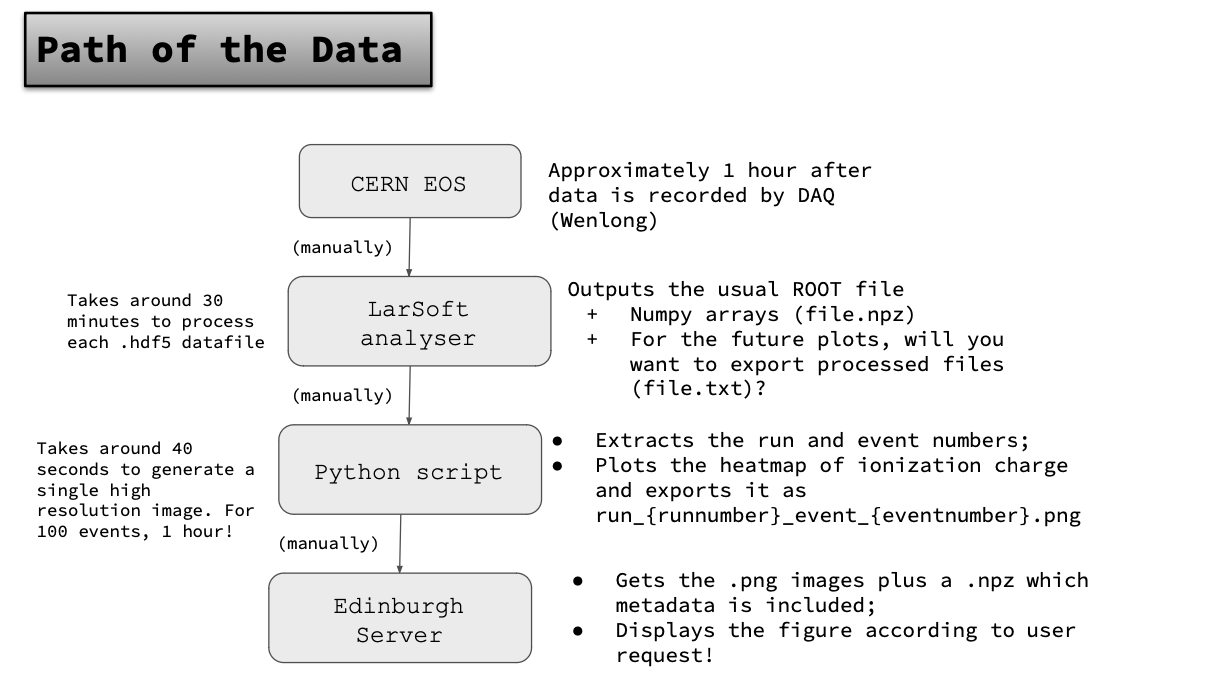 Path of the Data
CERN EOS
Approximately 1 hour after
data is recorded by DAQ
(Wenlong)
(manually)
Takes around 30
minutes to process
each .hdf5 datafile
LarSoft
analyser
Outputs the usual ROOT file
+ Numpy arrays (file.npz)
+ For the future plots, will you
want to export processed files
(file.txt)?
(manually)
Takes around 40
seconds to generate a
single high
resolution image. For
100 events, 1 hour!
Python script
● Extracts the run and event numbers;
● Plots the heatmap of ionization charge
and exports it as
run_{runnumber}_event_{eventnumber}.png
(manually)
Edinburgh
Server
● Gets the .png images plus a .npz which
metadata is included;
● Displays the figure according to user
request!